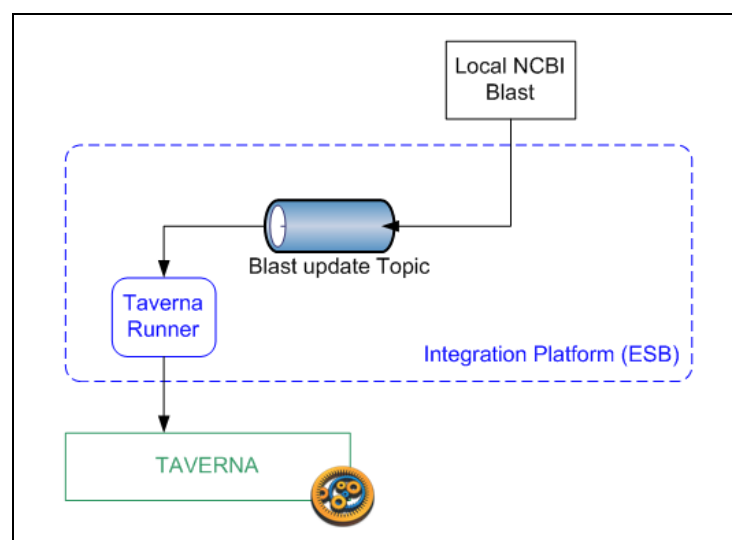 Local NCBI
Blast
Blast update Topic
Taverna
Runner
Integration Platform (ESB)
TAVERNA